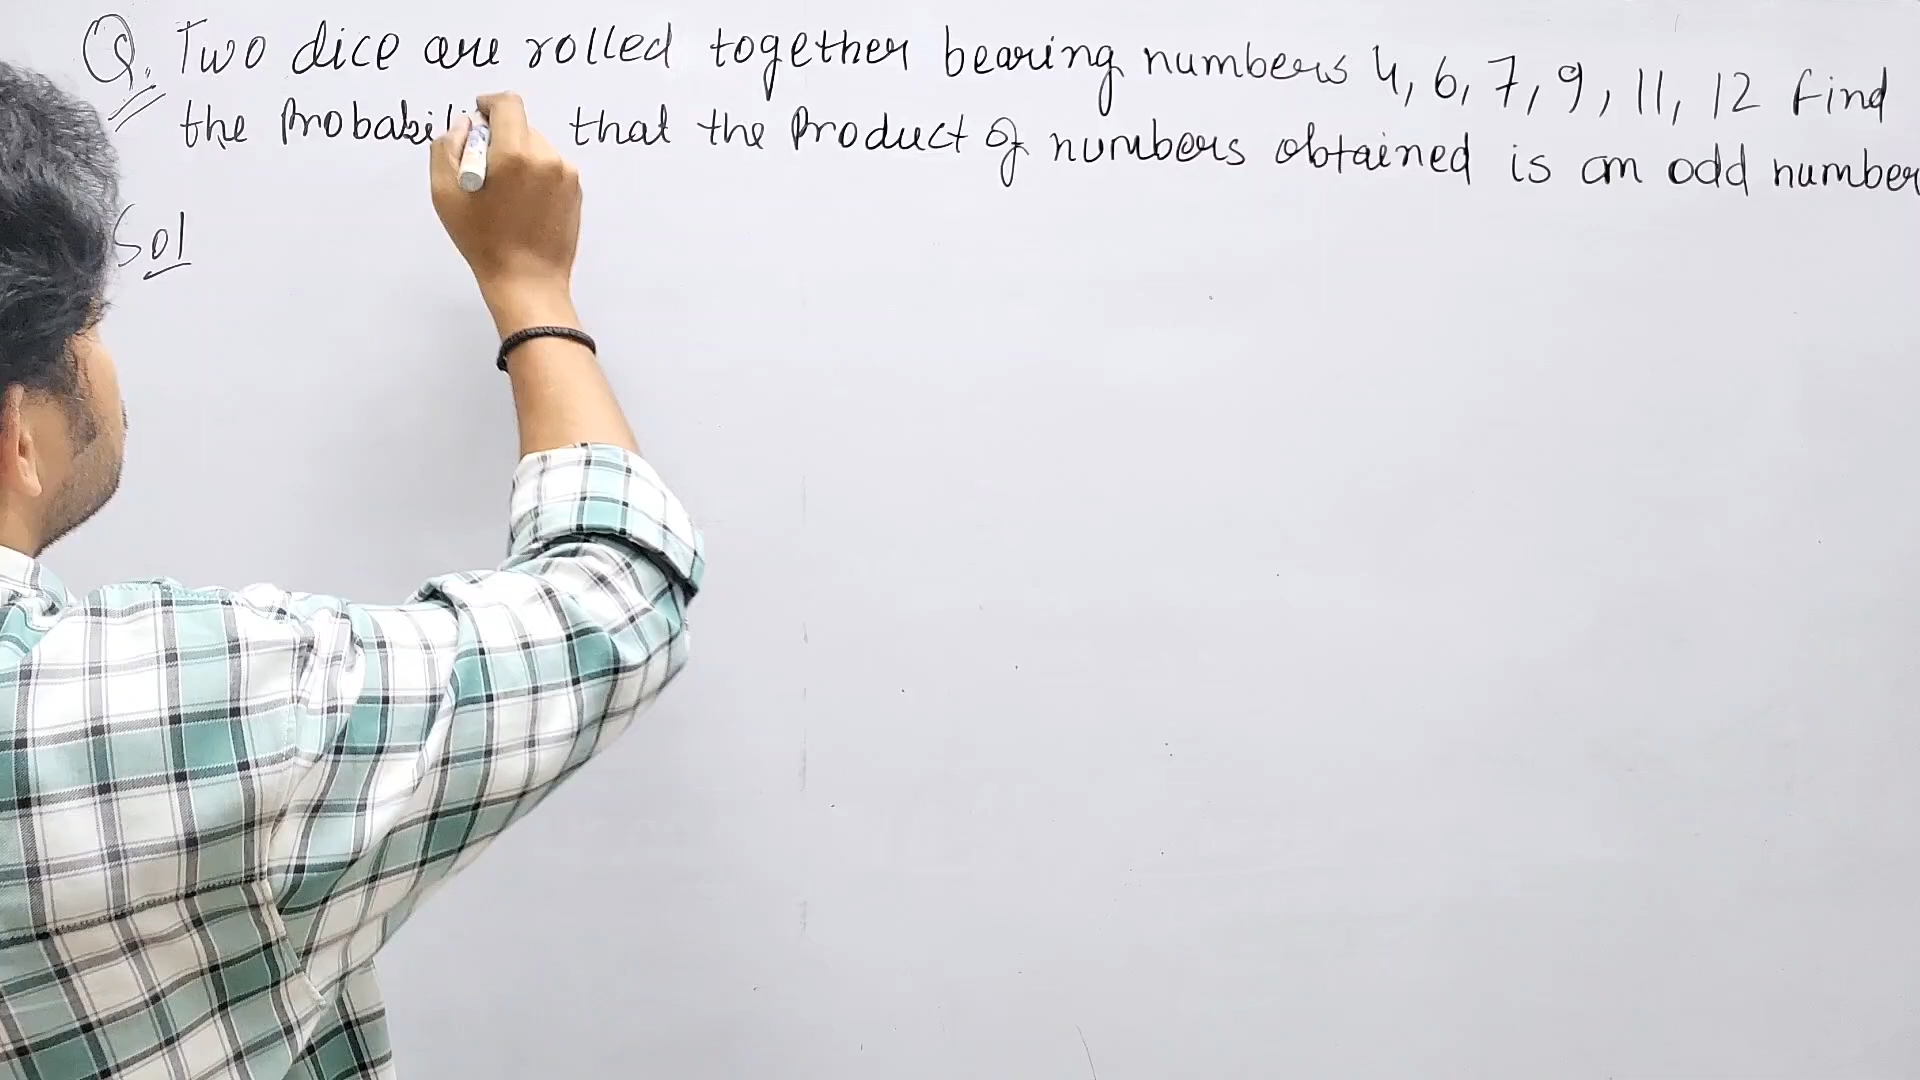 Q. Two dice are rolled together bearing numbers 4, 6, 7, 9, 11, 12 Find
the that the Product of numbers obtained is an odd number
Sol